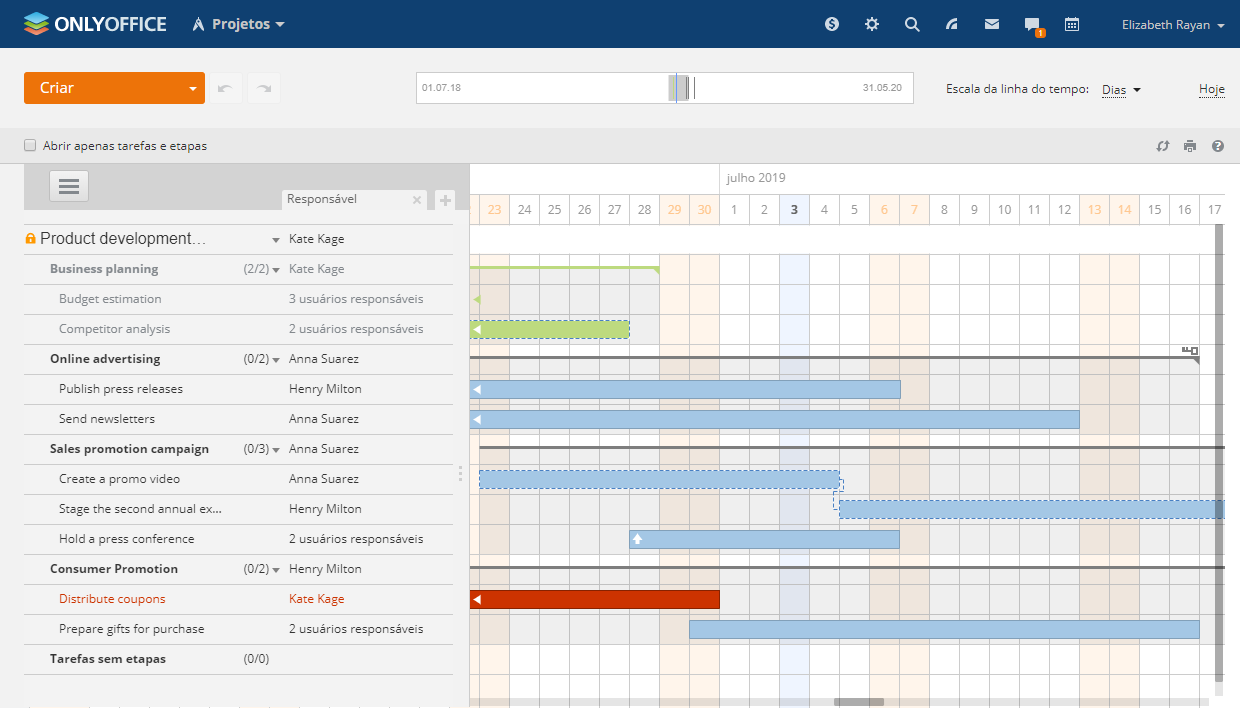 ONLYOFFICE Projetos 1 Elizabeth Rayan
Criar 01.07.18 31.05.20 Escala da linha do tempo: Dias Hoje
Abrir apenas tarefas e etapas
julho 2019
Responsável
23 24 25 26 27 28 29 30 1 2 3 4 5 6 7 8 9 10 11 12 13 14 15 16 17
Product development... Kate Kage
Business planning (2/2) Kate Kage
Budget estimation 3 usuários responsáveis
Competitor analysis 2 usuários responsáveis
Online advertising (0/2) Anna Suarez
Publish press releases Henry Milton
Send newsletters Anna Suarez
Sales promotion campaign (0/3) Anna Suarez
Create a promo video Anna Suarez
Stage the second annual ex... Henry Milton
Hold a press conference 2 usuários responsáveis
Consumer Promotion (0/2) Henry Milton
Distribute coupons Kate Kage
Prepare gifts for purchase 2 usuários responsáveis
Tarefas sem etapas (0/0)